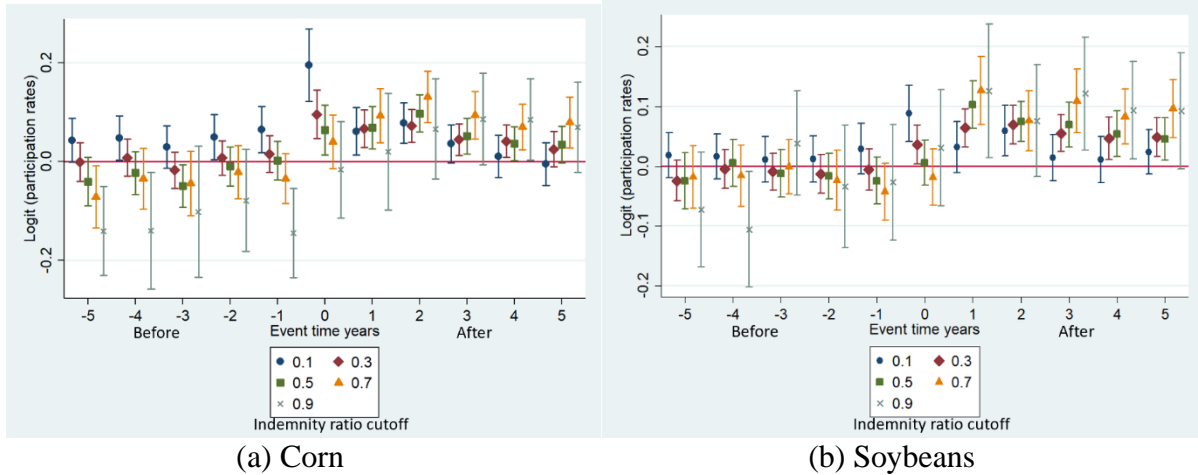 Logit (participation rates)
0.2
0.0
-0.2
-5 -4 -3 -2 -1 0 1 2 3 4 5
Before Event time years After
0.1 0.3
0.5 0.7
0.9
Indemnity ratio cutoff
(a) Corn
Logit (participation rates)
0.2
0.1
0.0
-0.1
-0.2
-5 -4 -3 -2 -1 0 1 2 3 4 5
Before Event time years After
0.1 0.3
0.5 0.7
0.9
Indemnity ratio cutoff
(b) Soybeans